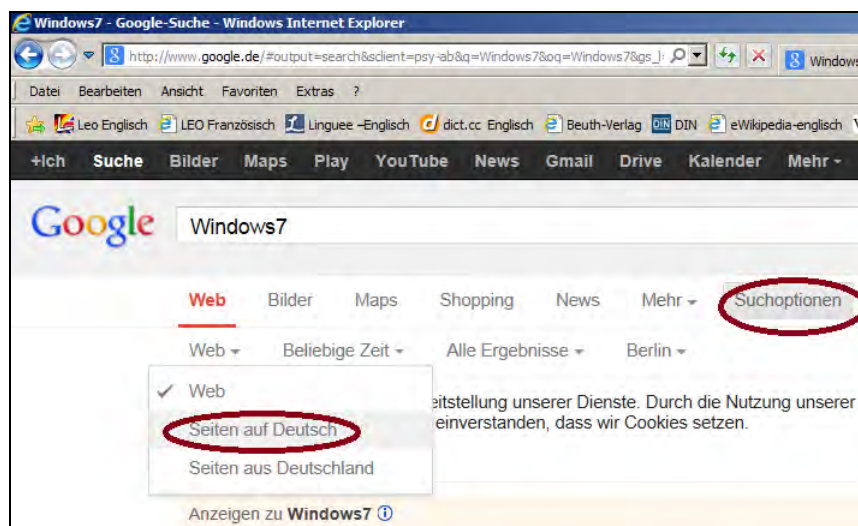 Windows7 - Google-Suche - Windows Internet Explorer
http://www.google.de/#output=search&sclient=psy-ab&q=Windows7&oq=Windows7&gs_l= Windows
Datei Bearbeiten Ansicht Favoriten Extras ?
Leo Englisch LEO Französisch Linguee –Englisch dict.cc Englisch Beuth-Verlag DIN DIN eWikipedia-englisch
+Ich Suche Bilder Maps Play YouTube News Gmail Drive Kalender Mehr
Google Windows7
Web Bilder Maps Shopping News Mehr Suchoptionen
Web Beliebige Zeit Alle Ergebnisse Berlin
Web
eitstellung unserer Dienste. Durch die Nutzung unserer
Seiten auf Deutsch
einverstanden, dass wir Cookies setzen.
Seiten aus Deutschland
Anzeigen zu Windows7